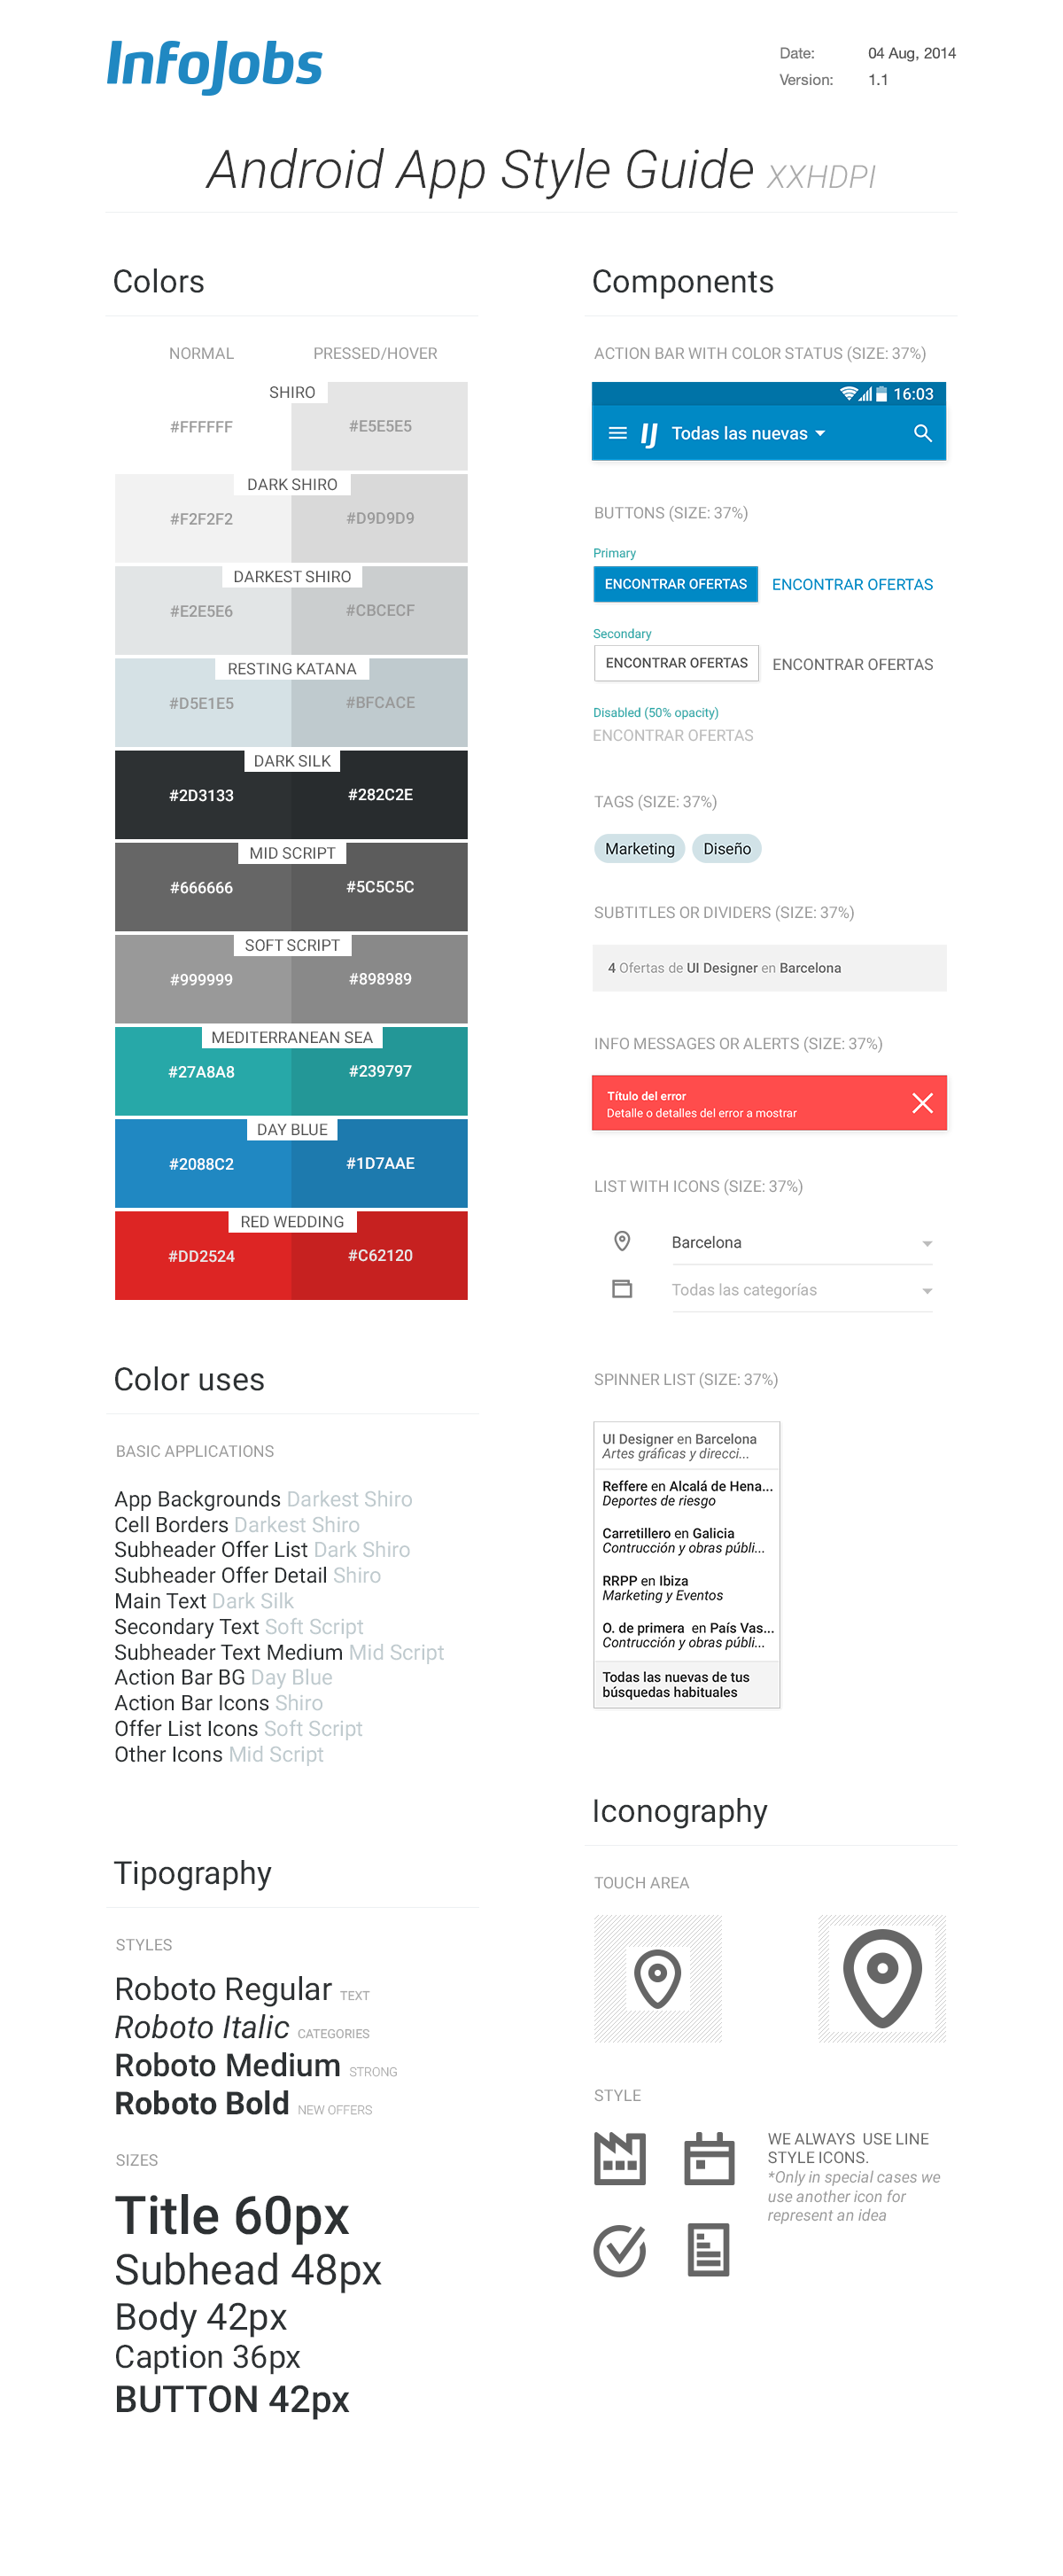 InfoJobs
Date: 04 Aug, 2014
Version: 1.1
Android App Style Guide XXHDPI
Colors
NORMAL PRESSED/HOVER
SHIRO
#FFFFFF #E5E5E5
DARK SHIRO
#F2F2F2 #D9D9D9
DARKEST SHIRO
#E2E5E6 #CBCECF
RESTING KATANA
#D5E1E5 #BFCACE
DARK SILK
#2D3133 #282C2E
MID SCRIPT
#666666 #5C5C5C
SOFT SCRIPT
#999999 #898989
MEDITERRANEAN SEA
#27A8A8 #239797
DAY BLUE
#2088C2 #1D7AAE
RED WEDDING
#DD2524 #C62120
Color uses
BASIC APPLICATIONS
App Backgrounds Darkest Shiro
Cell Borders Darkest Shiro
Subheader Offer List Dark Shiro
Subheader Offer Detail Shiro
Main Text Dark Silk
Secondary Text Soft Script
Subheader Text Medium Mid Script
Action Bar BG Day Blue
Action Bar Icons Shiro
Offer List Icons Soft Script
Other Icons Mid Script
Tipography
STYLES
Roboto Regular TEXT
Roboto Italic CATEGORIES
Roboto Medium STRONG
Roboto Bold NEW OFFERS
SIZES
Title 60px
Subhead 48px
Body 42px
Caption 36px
BUTTON 42px
Components
ACTION BAR WITH COLOR STATUS (SIZE: 37%)
16:03
IJ Todas las nuevas
BUTTONS (SIZE: 37%)
Primary
ENCONTRAR OFERTAS ENCONTRAR OFERTAS
Secondary
ENCONTRAR OFERTAS ENCONTRAR OFERTAS
Disabled (50% opacity)
ENCONTRAR OFERTAS
TAGS (SIZE: 37%)
Marketing Diseño
SUBTITLES OR DIVIDERS (SIZE: 37%)
4 Ofertas de UI Designer en Barcelona
INFO MESSAGES OR ALERTS (SIZE: 37%)
Título del error
Detalle o detalles del error a mostrar
LIST WITH ICONS (SIZE: 37%)
Barcelona
Todas las categorías
SPINNER LIST (SIZE: 37%)
UI Designer en Barcelona
Artes gráficas y direcci...
Reffere en Alcalá de Hena...
Deportes de riesgo
Carretillero en Galicia
Contrucción y obras públi...
RRPP en Ibiza
Marketing y Eventos
O. de primera en País Vas...
Contrucción y obras públi...
Todas las nuevas de tus
búsquedas habituales
Iconography
TOUCH AREA
STYLE
WE ALWAYS USE LINE
STYLE ICONS.
*Only in special cases we
use another icon for
represent an idea